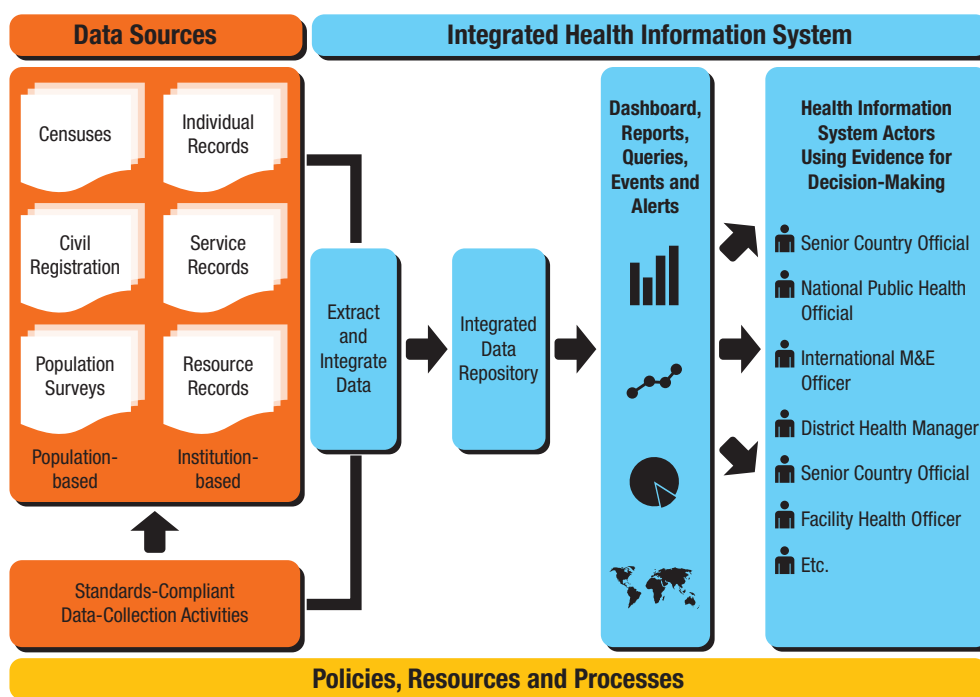 Data Sources
Integrated Health Information System
Censuses
Individual
Records
Civil
Registration
Service
Records
Population
Surveys
Resource
Records
Population-
based
Institution-
based
Standards-Compliant
Data-Collection Activities
Extract
and
Integrate
Data
Integrated
Data
Repository
Dashboard,
Reports,
Queries,
Events and
Alerts
Health Information
System Actors
Using Evidence for
Decision-Making
Senior Country Official
National Public Health
Official
International M&E
Officer
District Health Manager
Senior Country Official
Facility Health Officer
Etc.
Policies, Resources and Processes